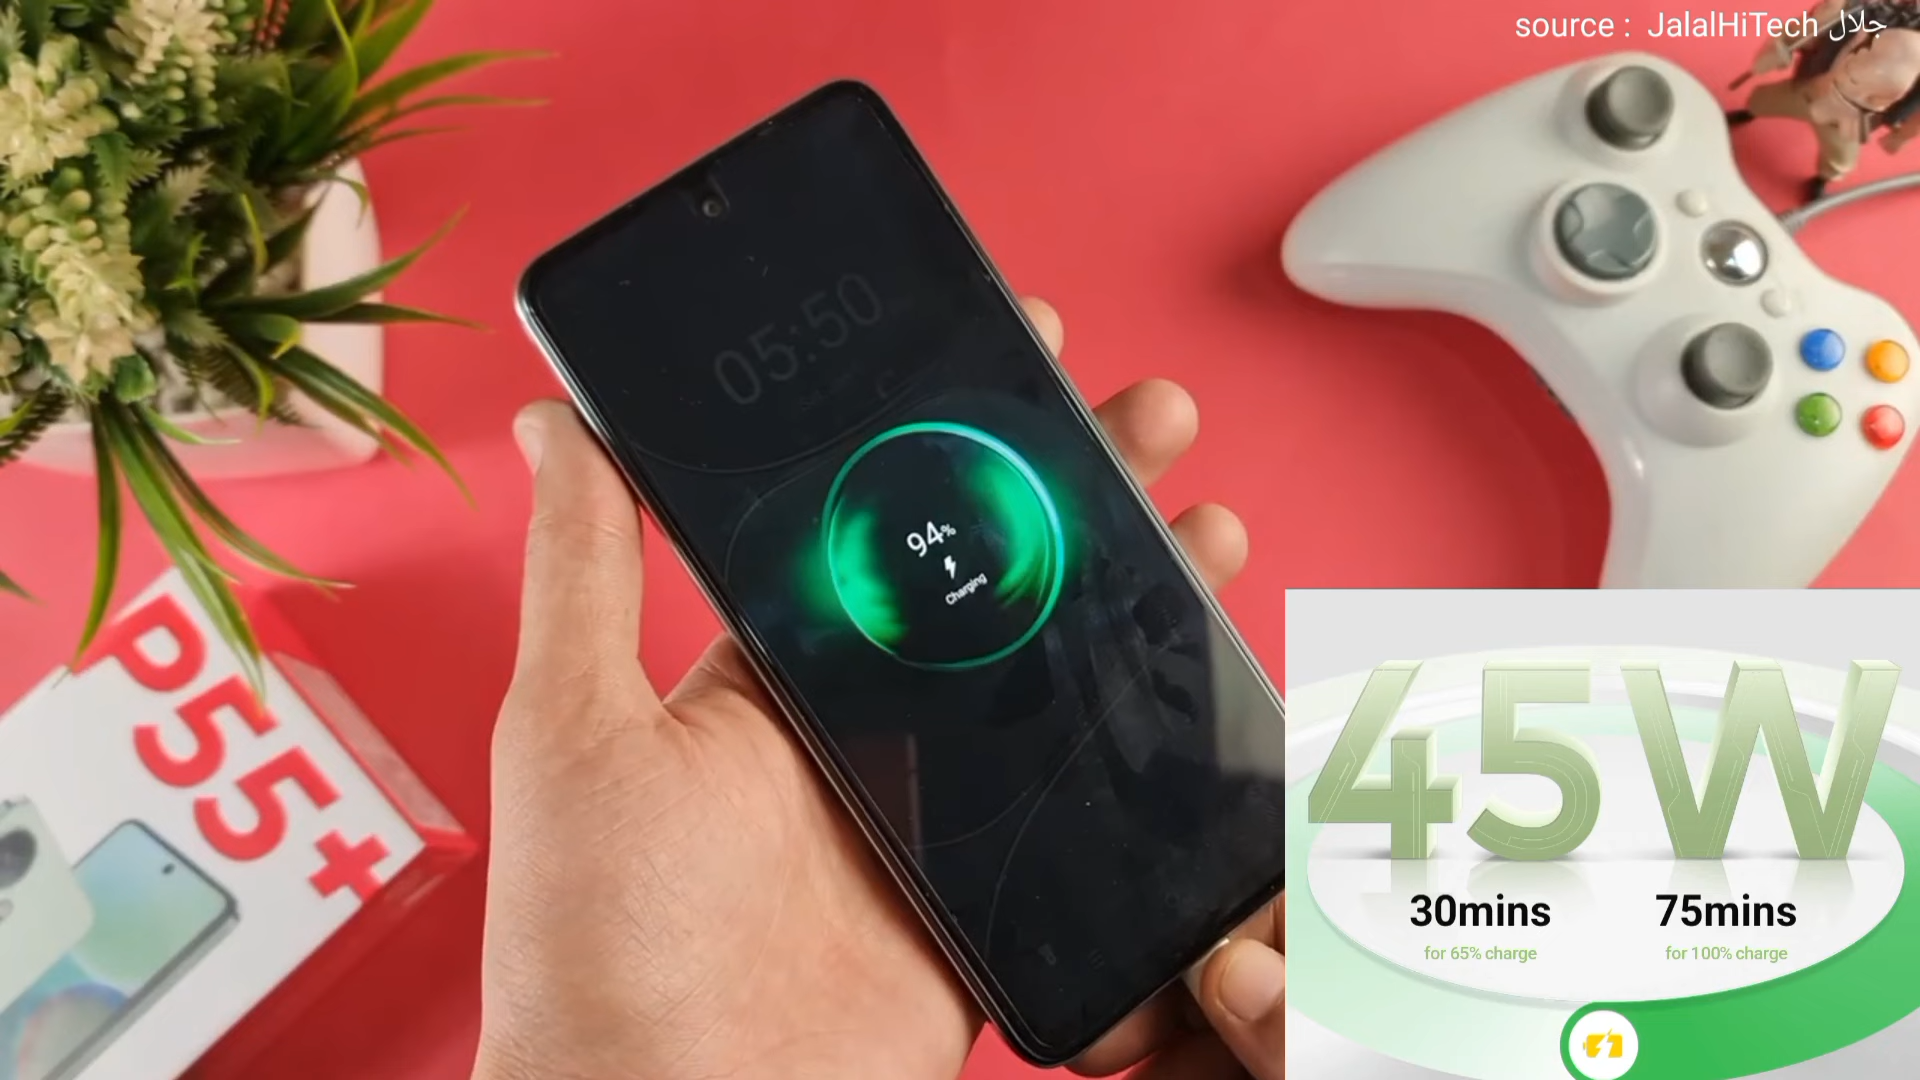 source : JalalHiTech جلال
05:50
94%
Charging
P55+
45W
30mins
75mins
for 65% charge
for 100% charge